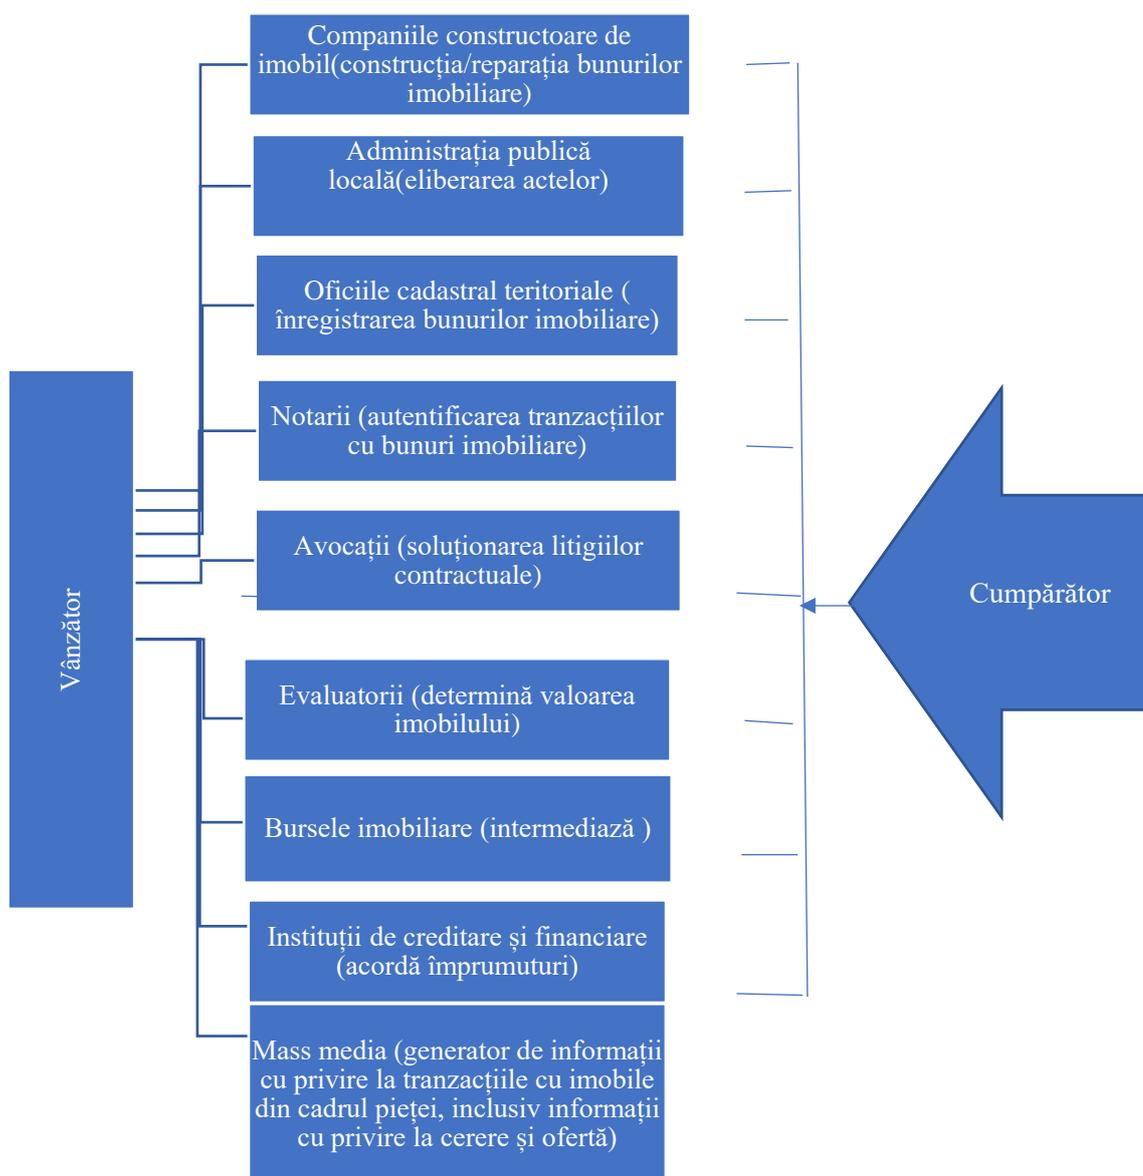 Companiile constructoare de
imobil(construcția/reparația bunurilor
imobiliare)
Administrația publică
locală(eliberarea actelor)
Oficiile cadastral teritoriale (
înregistrarea bunurilor imobiliare)
Notarii (autentificarea tranzacțiilor
cu bunuri imobiliare)
Avocații (soluționarea litigiilor
contractuale)
Vânzător
Cumpărător
Evaluatorii (determină valoarea
imobilului)
Bursele imobiliare (intermediază )
Instituții de creditare și financiare
(acordă împrumuturi)
Mass media (generator de informații
cu privire la tranzacțiile cu imobile
din cadrul pieței, inclusiv informații
cu privire la cerere și ofertă)